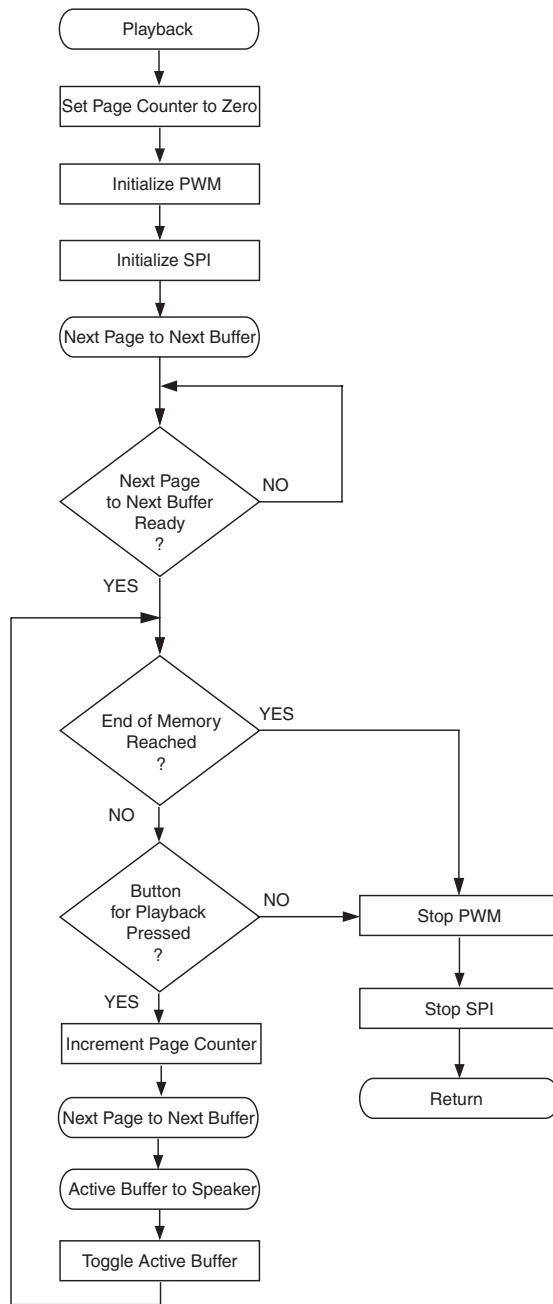 Playback
Set Page Counter to Zero
Initialize PWM
Initialize SPI
Next Page to Next Buffer
Next Page
to Next Buffer
Ready
?
NO
YES
End of Memory
Reached
?
YES
NO
Button
for Playback
Pressed
?
NO
Stop PWM
YES
Stop SPI
Increment Page Counter
Return
Next Page to Next Buffer
Active Buffer to Speaker
Toggle Active Buffer